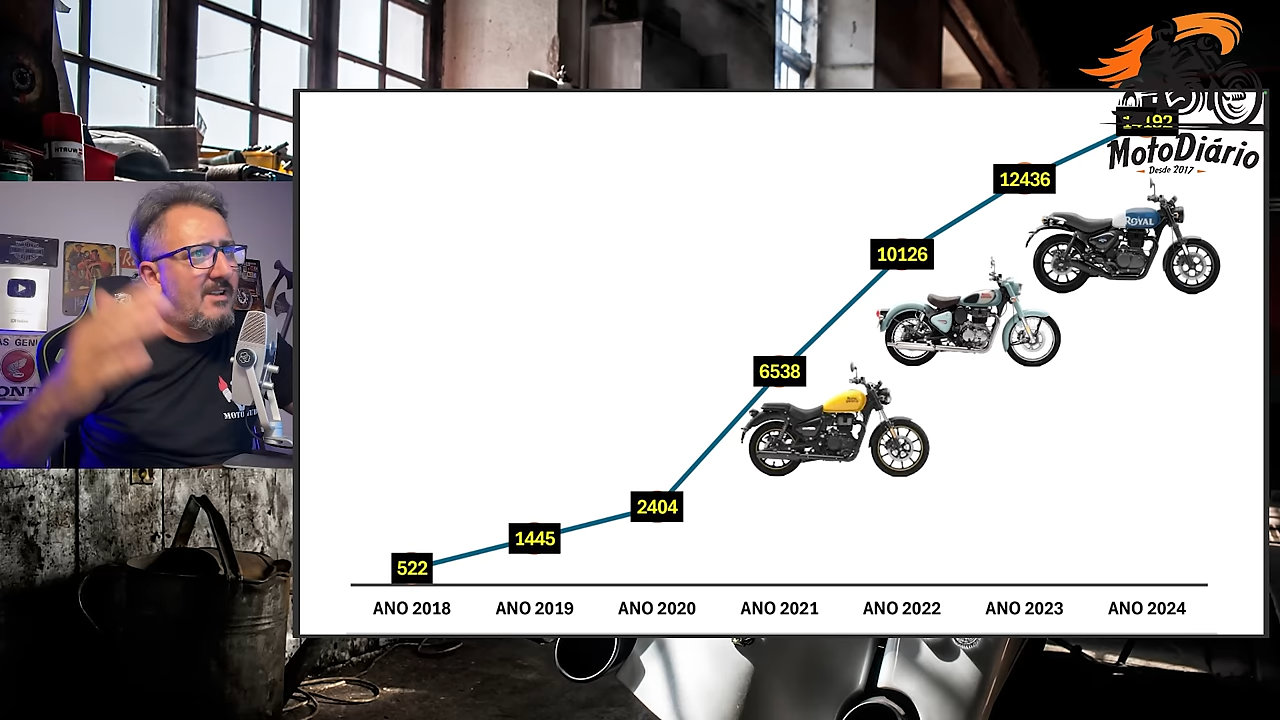 MotoDiário
Desde 2017
12436
ROYAL
10126
6538
2404
1445
522
ANO 2018
ANO 2019
ANO 2020
ANO 2021
ANO 2022
ANO 2023
ANO 2024